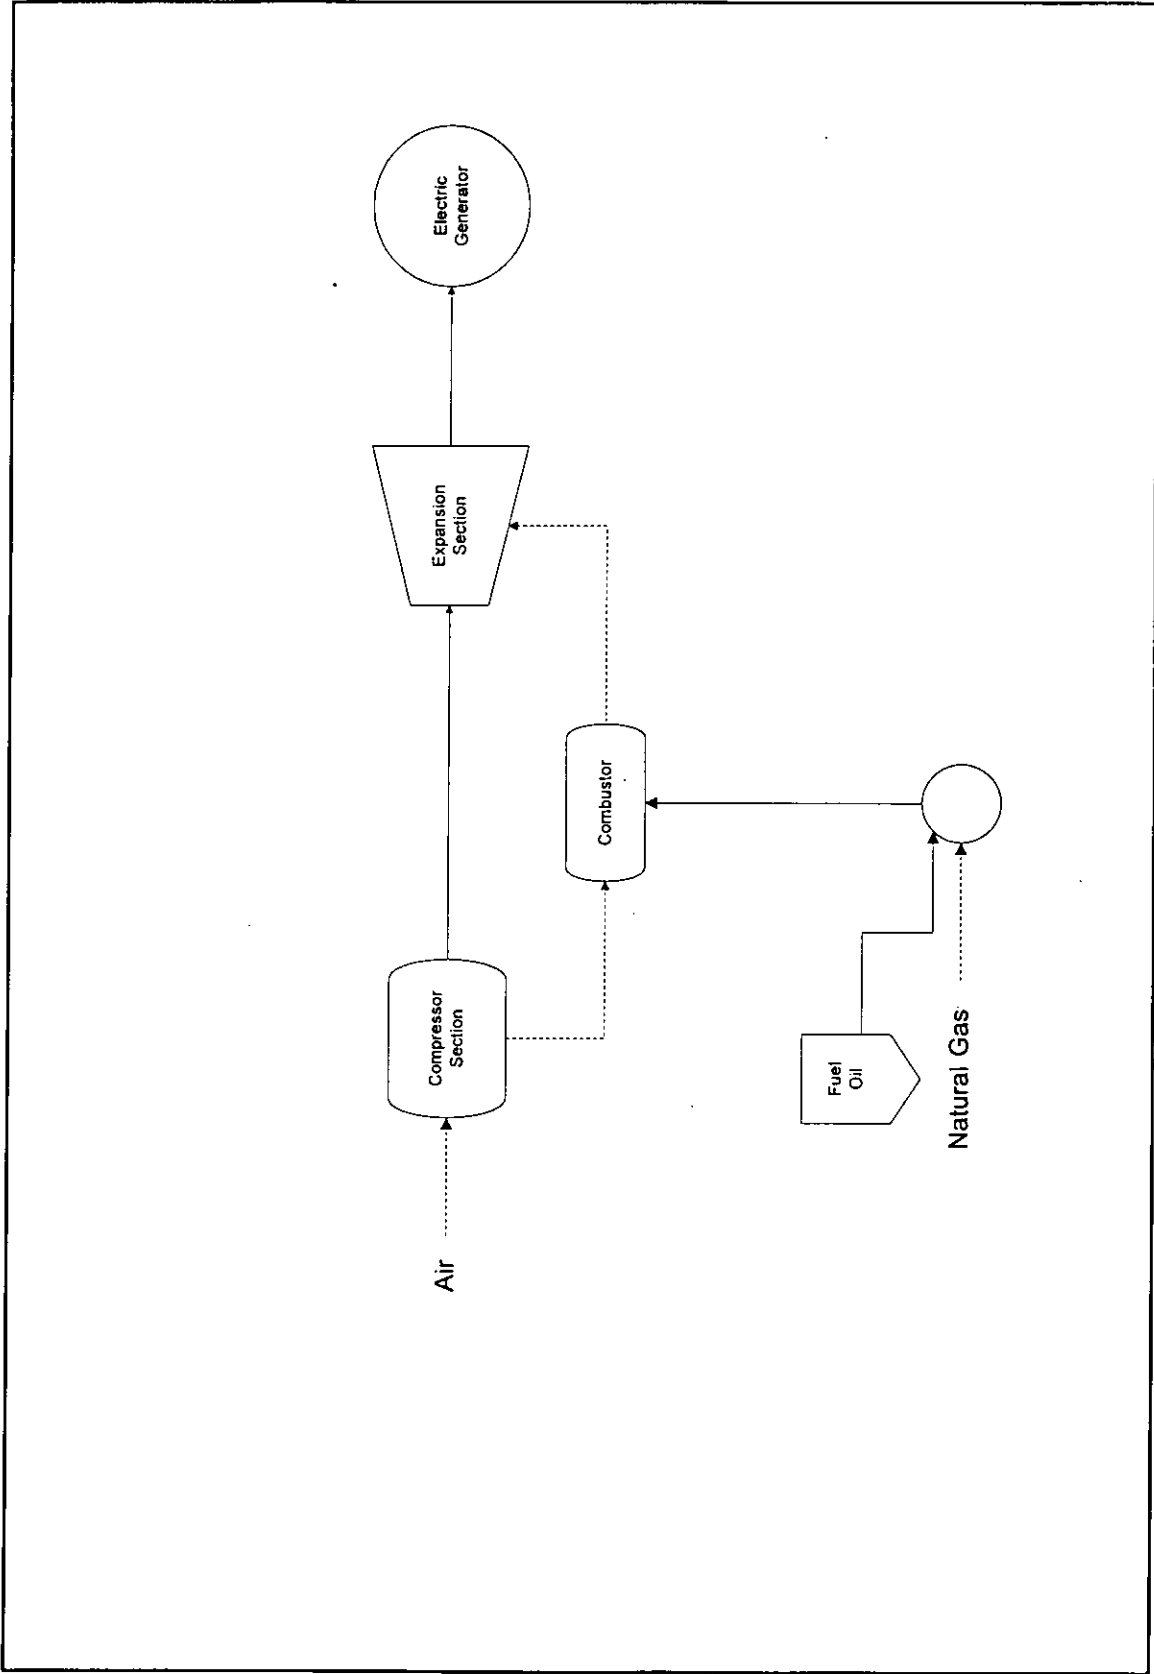 Air
Compressor
Section
Expansion
Section
Electric
Generator
Combustor
Fuel
Oil
Natural Gas